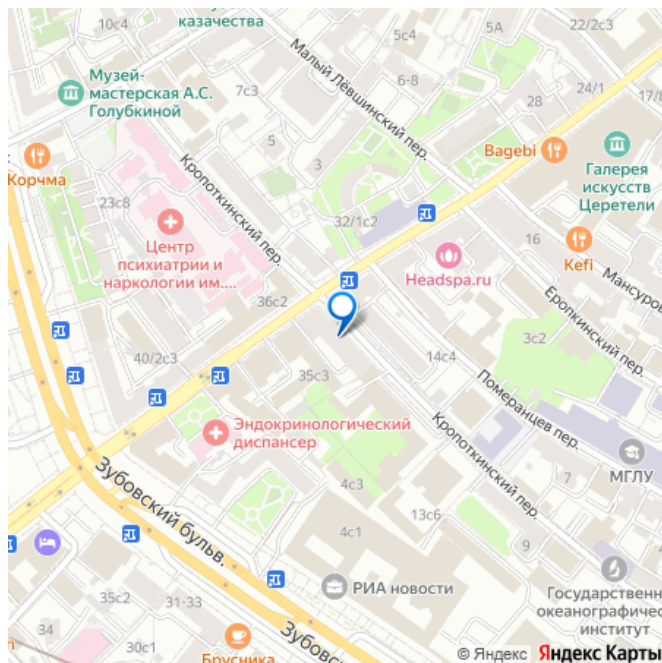 казачества
10с4
5с4
5А
22/2с3
Музей-
мастерская А.С.
Голубкиной
7с3
5
3
Малый Лёвшинский пер.
6-8
28
24/1
17/8
Bagebi
Корчма
Кропоткинский пер.
Галерея
искусств
Церетели
23с8
32/1с2
16
Центр
психиатрии и
наркологии им....
Headspa.ru
Kefi
Мансуров
Еропкинский пер.
36с2
40/2с3
35с3
14с4
3с2
Померанцев пер.
Эндокринологический
диспансер
Кропоткинский пер.
МГЛУ
7
Зубовский бульв.
4с3
13с6
4с1
9
РИА новости
Государственн
океанографичес
институт
35с2
31-33
34
30с1
Брусника
Зубовс
© Яндекс Яндекс Карты